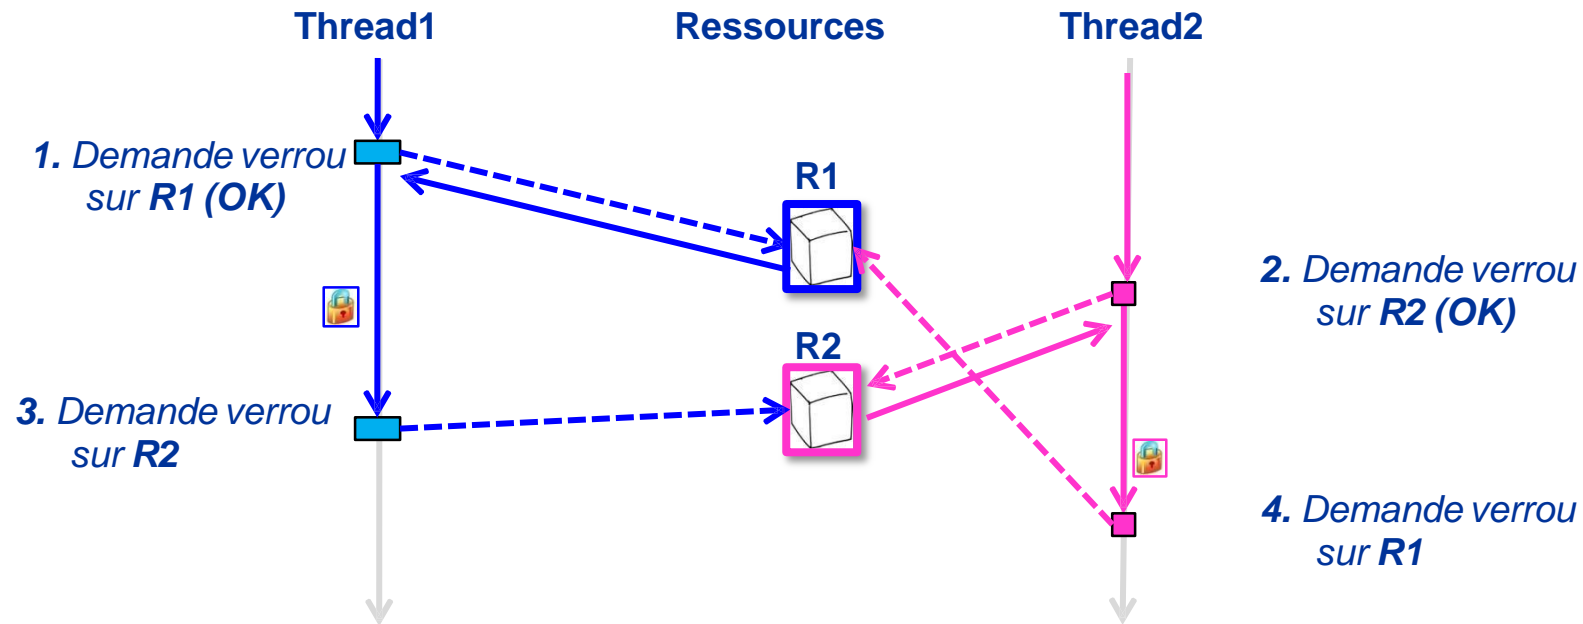 Thread1
Ressources
Thread2
1. Demande verrou
sur R1 (OK)
R1
2. Demande verrou
sur R2 (OK)
R2
3. Demande verrou
sur R2
4. Demande verrou
sur R1